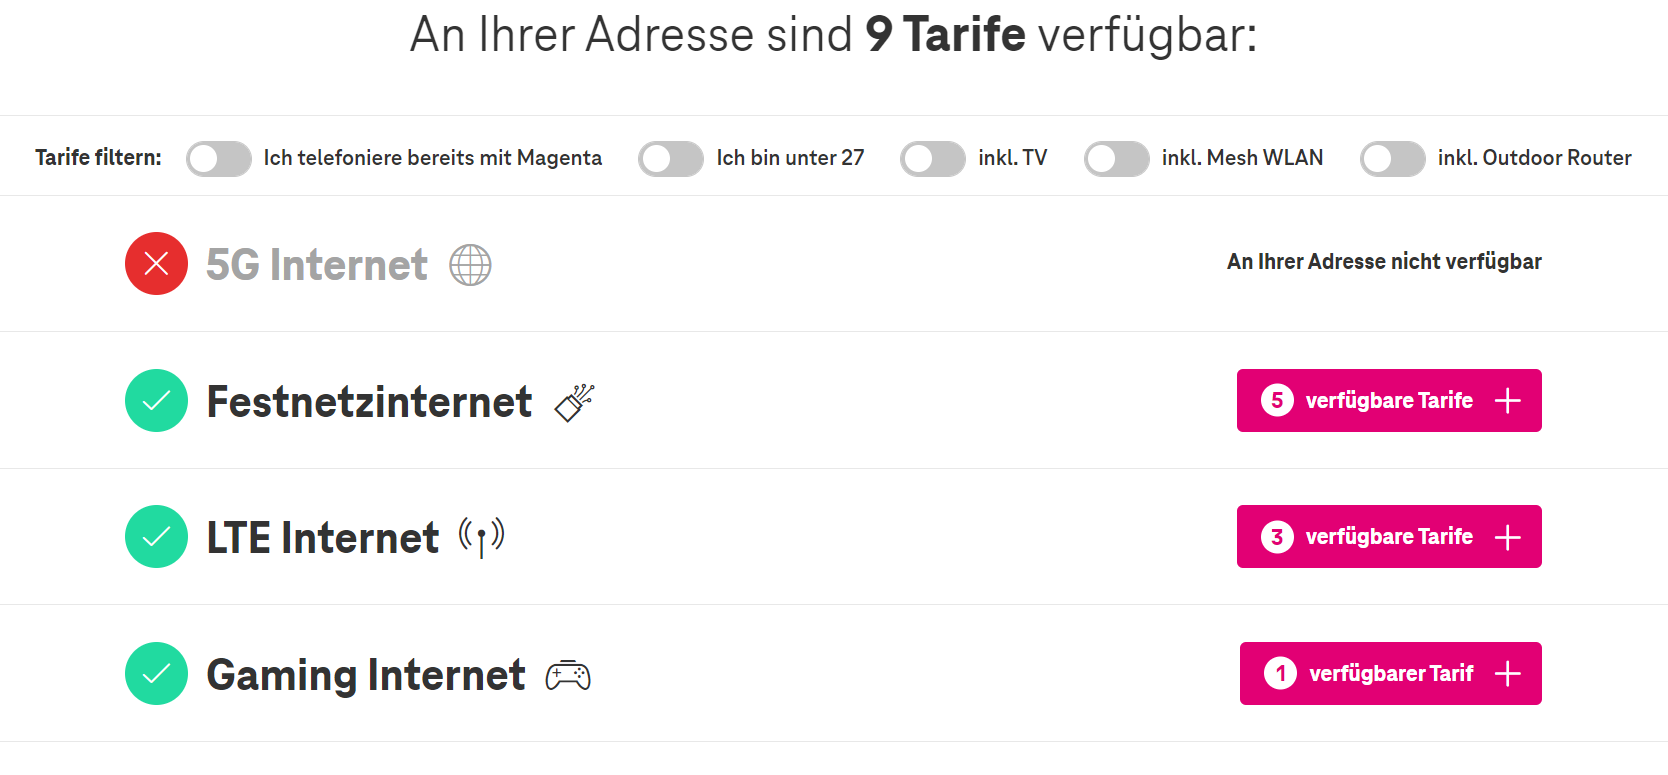 An Ihrer Adresse sind 9 Tarife verfügbar:
Tarife filtern: Ich telefoniere bereits mit Magenta Ich bin unter 27 inkl. TV inkl. Mesh WLAN inkl. Outdoor Router
5G Internet An Ihrer Adresse nicht verfügbar
Festnetzinternet 5 verfügbare Tarife
LTE Internet 3 verfügbare Tarife
Gaming Internet 1 verfügbarer Tarif